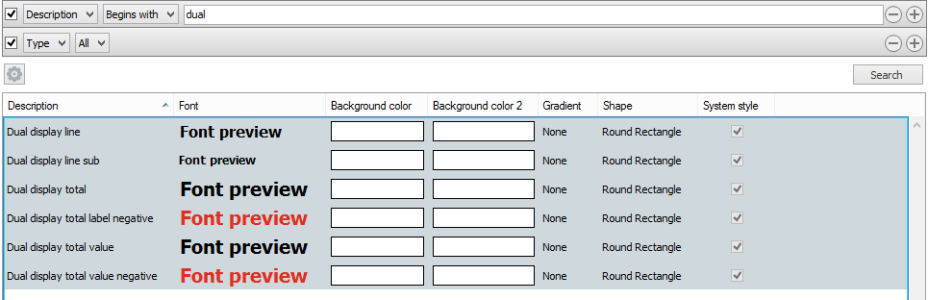 Description Begins with dual
Type All
Search
Description Font Background color Background color 2 Gradient Shape System style
Dual display line Font preview None Round Rectangle
Dual display line sub Font preview None Round Rectangle
Dual display total Font preview None Round Rectangle
Dual display total label negative Font preview None Round Rectangle
Dual display total value Font preview None Round Rectangle
Dual display total value negative Font preview None Round Rectangle